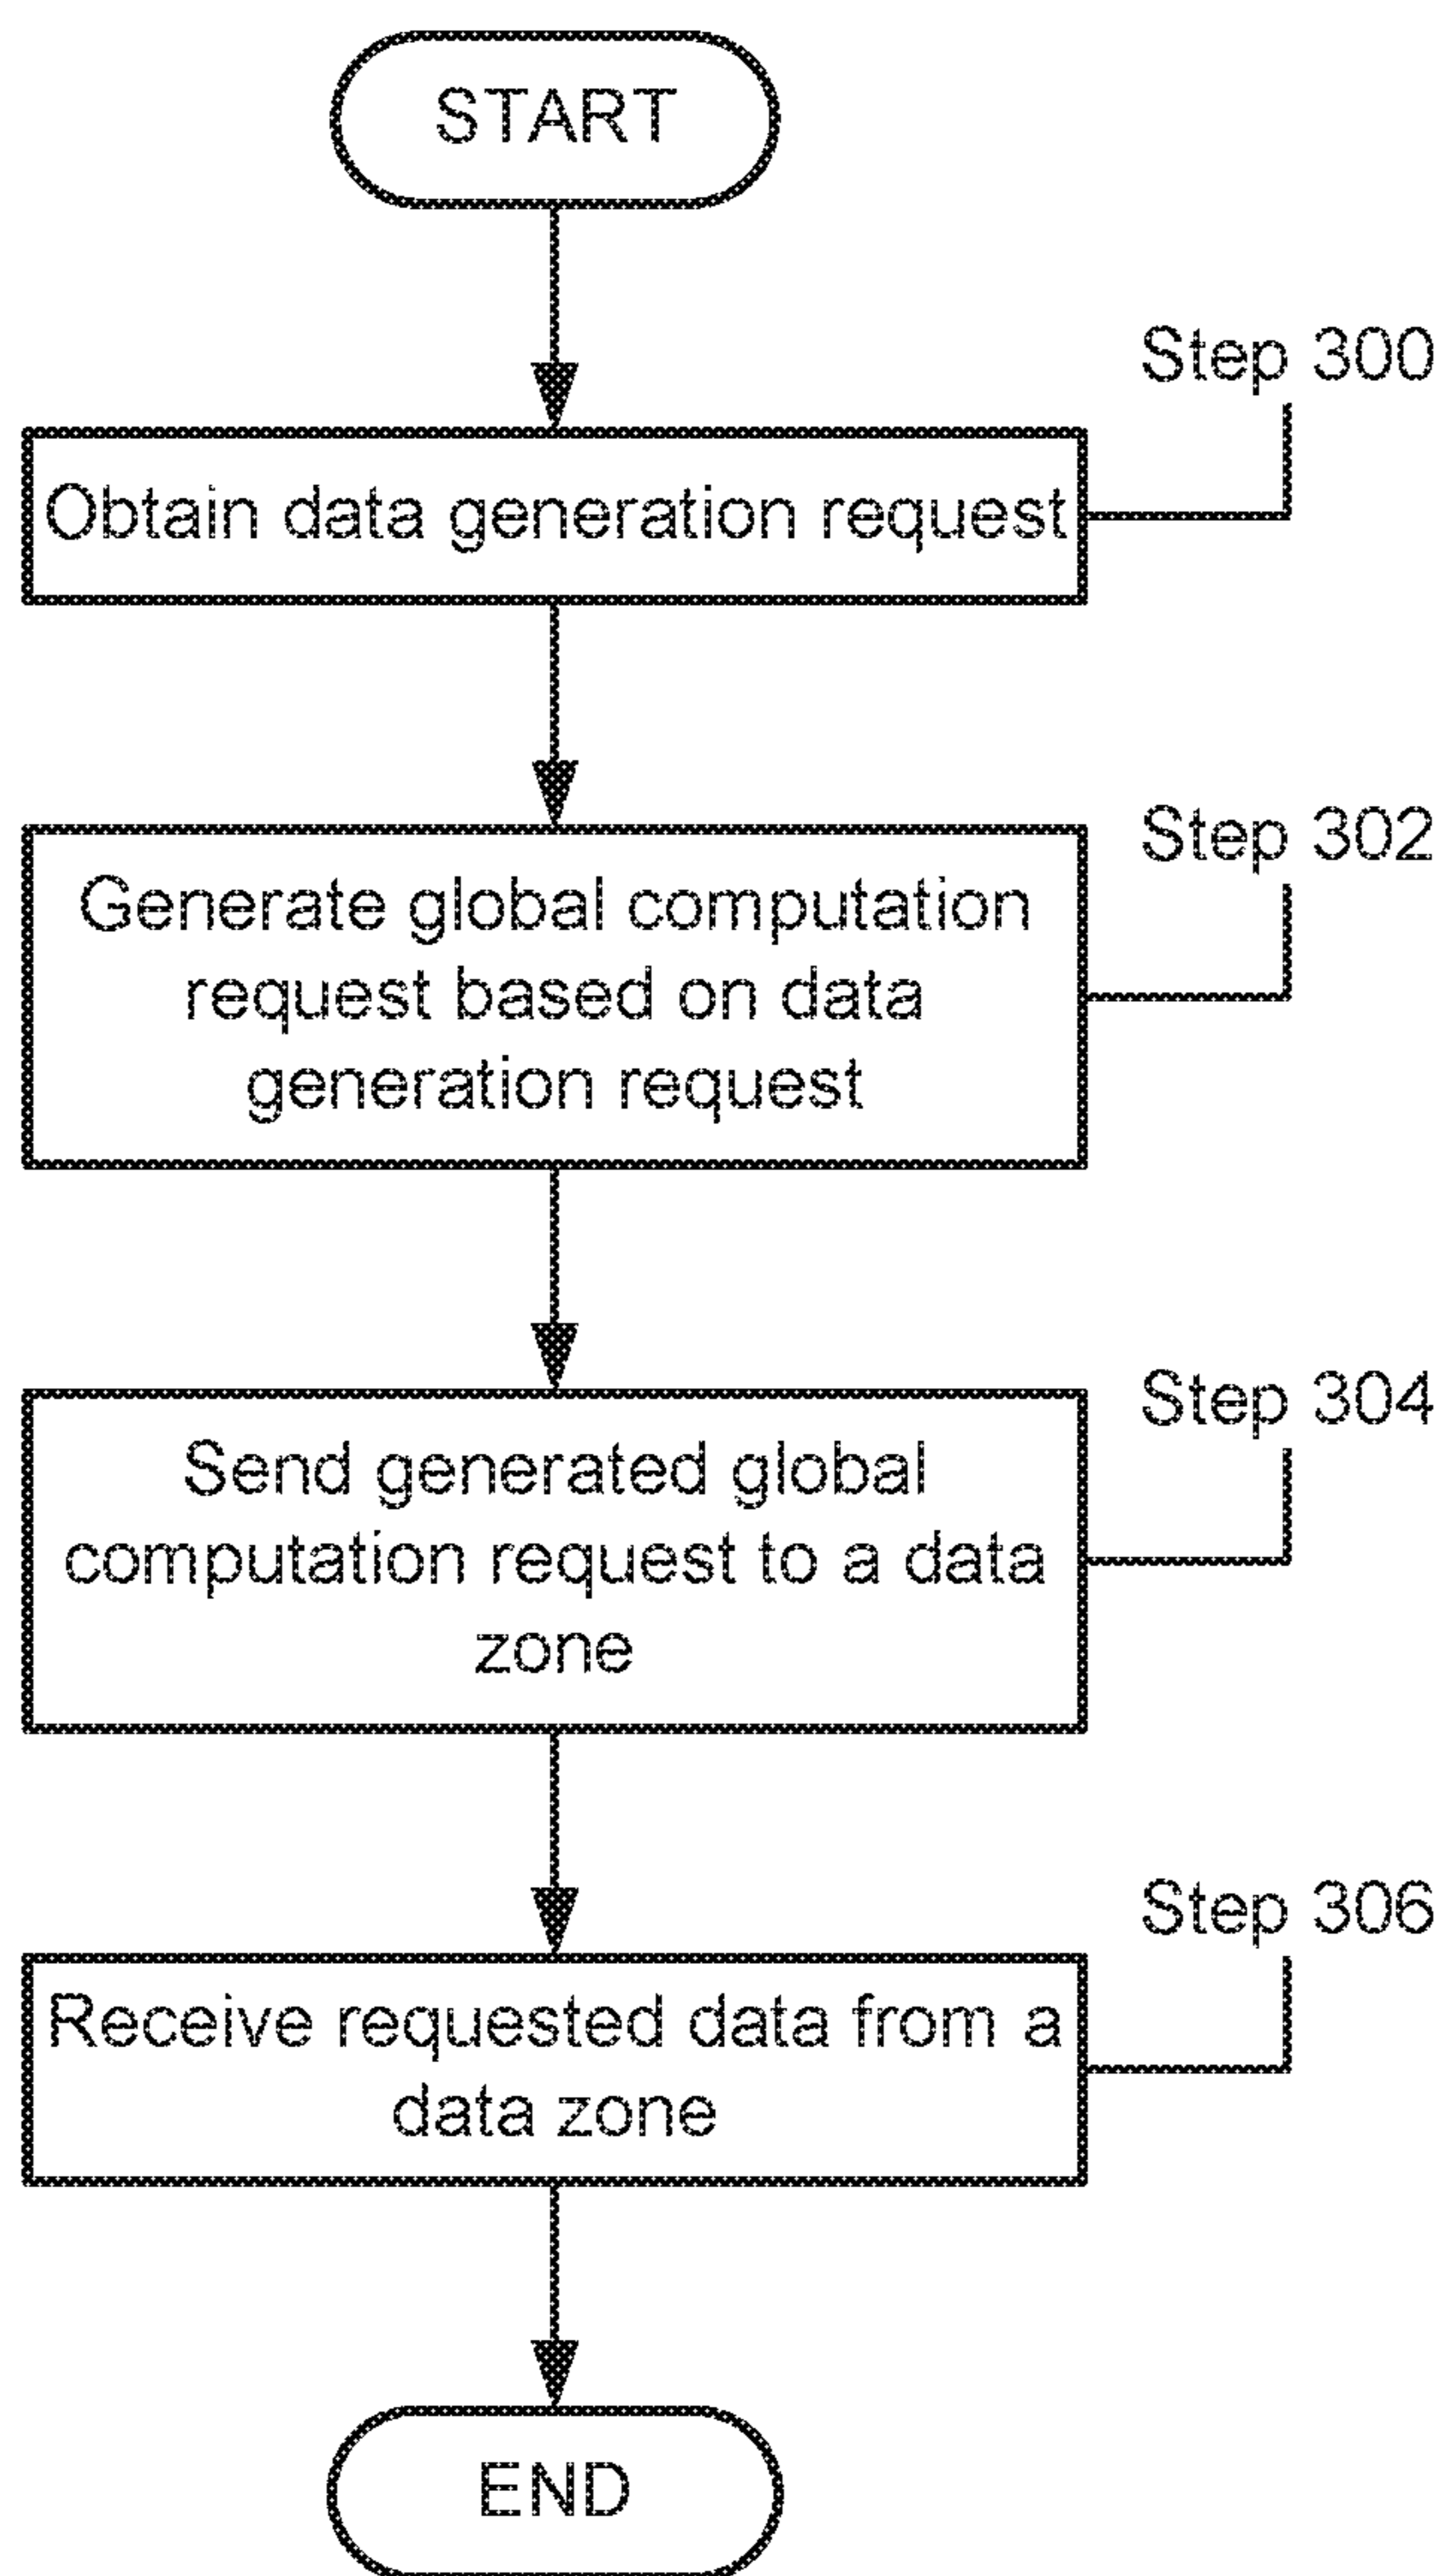 START
Step 300
Obtain data generation request
Step 302
Generate global computation
request based on data
generation request
Step 304
Send generated global
computation request to a data
zone
Step 306
Receive requested data from a
data zone
END